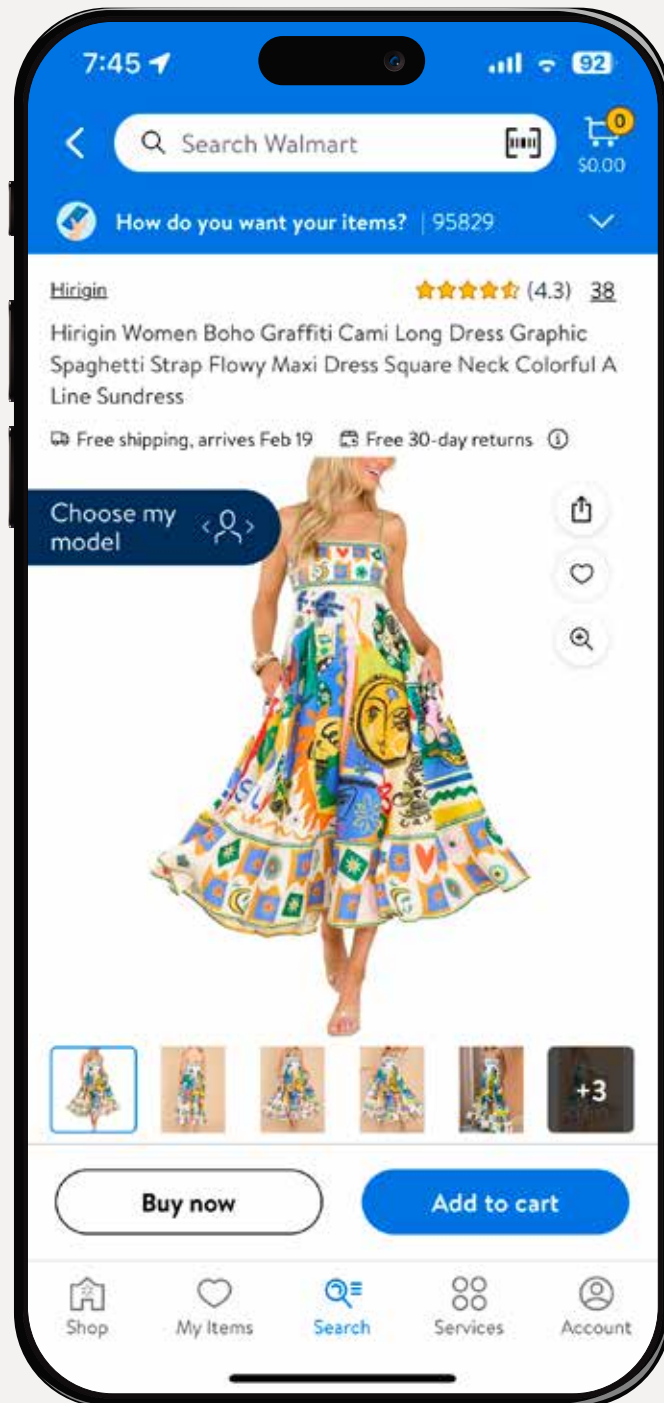 7:45
92
Search Walmart
0
$0.00
How do you want your items? | 95829
Hirigin
(4.3) 38
Hirigin Women Boho Graffiti Cami Long Dress Graphic
Spaghetti Strap Flowy Maxi Dress Square Neck Colorful A
Line Sundress
Free shipping, arrives Feb 19
Free 30-day returns
Choose my
model
+3
Buy now
Add to cart
Shop
My Items
Search
Services
Account